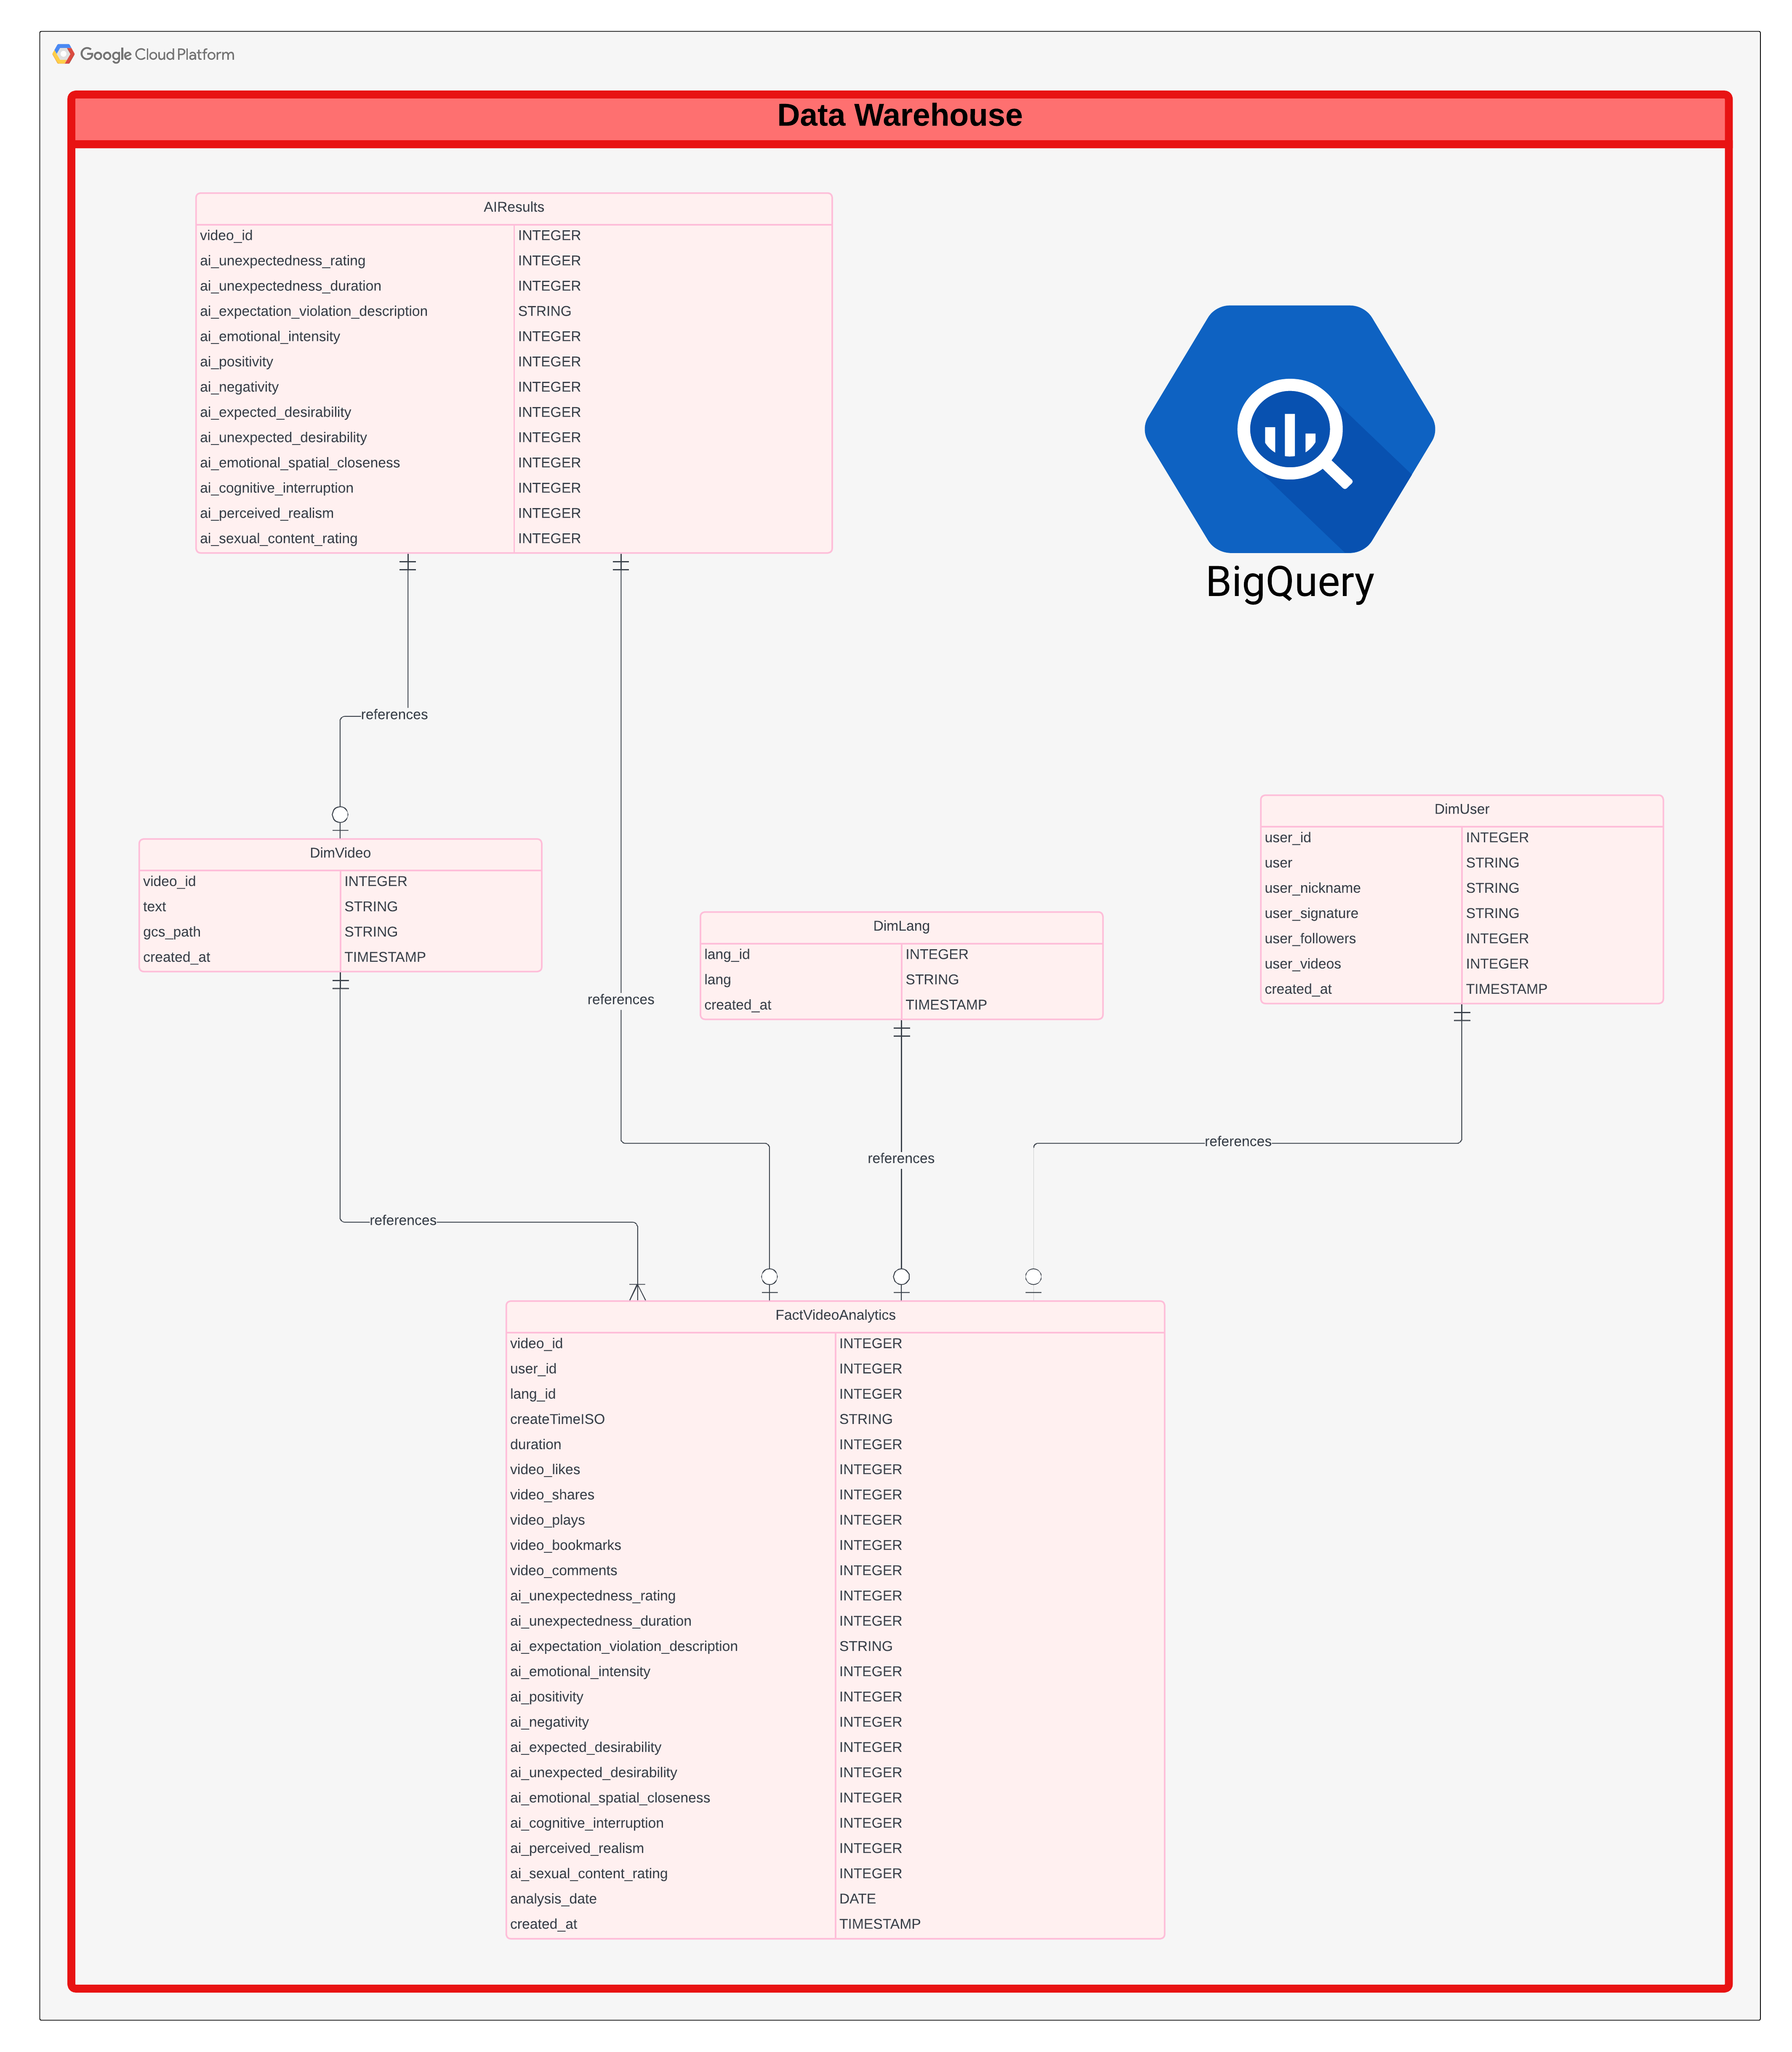 Google Cloud Platform
Data Warehouse
AIResults
video_id INTEGER
ai_unexpectedness_rating INTEGER
ai_unexpectedness_duration INTEGER
ai_expectation_violation_description STRING
ai_emotional_intensity INTEGER
ai_positivity INTEGER
ai_negativity INTEGER
ai_expected_desirability INTEGER
ai_unexpected_desirability INTEGER
ai_emotional_spatial_closeness INTEGER
ai_cognitive_interruption INTEGER
ai_perceived_realism INTEGER
ai_sexual_content_rating INTEGER
BigQuery
references
DimVideo
video_id INTEGER
text STRING
gcs_path STRING
created_at TIMESTAMP
references
DimLang
lang_id INTEGER
lang STRING
created_at TIMESTAMP
DimUser
user_id INTEGER
user STRING
user_nickname STRING
user_signature STRING
user_followers INTEGER
user_videos INTEGER
created_at TIMESTAMP
references
references
references
FactVideoAnalytics
video_id INTEGER
user_id INTEGER
lang_id INTEGER
createTimeISO STRING
duration INTEGER
video_likes INTEGER
video_shares INTEGER
video_plays INTEGER
video_bookmarks INTEGER
video_comments INTEGER
ai_unexpectedness_rating INTEGER
ai_unexpectedness_duration INTEGER
ai_expectation_violation_description STRING
ai_emotional_intensity INTEGER
ai_positivity INTEGER
ai_negativity INTEGER
ai_expected_desirability INTEGER
ai_unexpected_desirability INTEGER
ai_emotional_spatial_closeness INTEGER
ai_cognitive_interruption INTEGER
ai_perceived_realism INTEGER
ai_sexual_content_rating INTEGER
analysis_date DATE
created_at TIMESTAMP